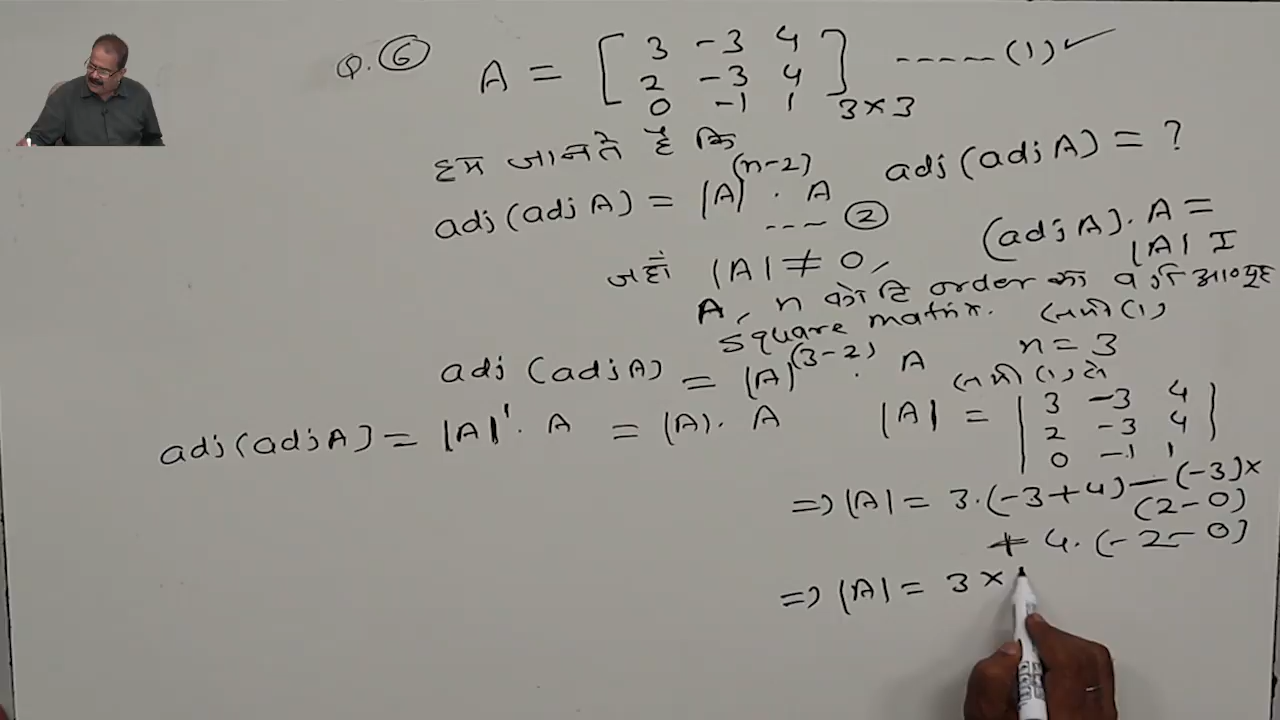 Q. ⑥ A = [ 3 -3 4 -----(1) ✓
2 -3 4
0 -1 1 ] 3×3
हम जानते है कि
adj(adj A) = ?
adj(adj A) = |A|^(n-2) · A
---- ②
(adj A). A =
|A| I
जहाँ |A| ≠ 0,
A, n कोटि order का
square matrix.
n = 3
adj (adj A) = |A|^(3-2) · A
adj(adj A) = |A|^1 · A = |A|. A
|A| = | 3 -3 4
2 -3 4
0 -1 1 |
=> |A| = 3.(-3+4) - (-3)×
(2-0)
+ 4. (-2-0)
=> |A| = 3 ×